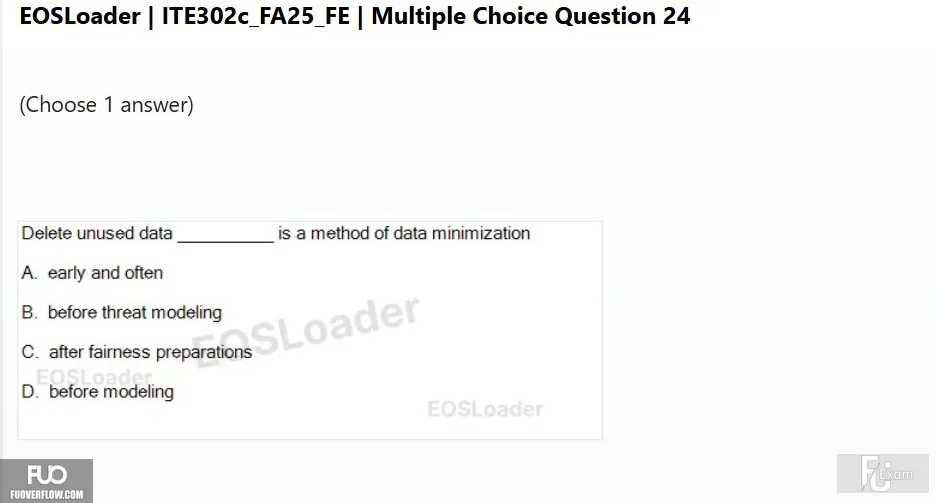 EOSLoader | ITE302c_FA25_FE | Multiple Choice Question 24
(Choose 1 answer)
Delete unused data __________ is a method of data minimization
A. early and often
B. before threat modeling
C. after fairness preparations
D. before modeling
EOSLoader
EOSLoader
EOSLoader
FUO
FUOVERFLOW.COM
FU Exam